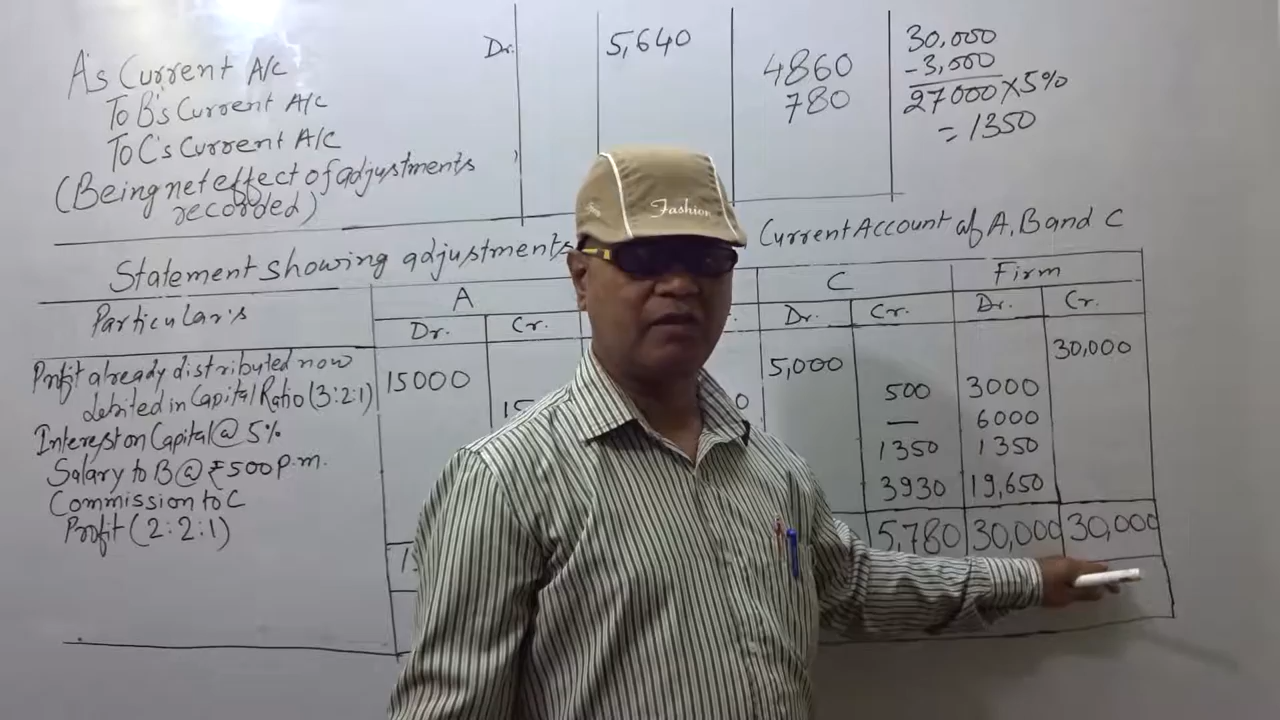 A's Current A/c Dr. 5,640
To B's Current A/c 4860
To C's Current A/c 780
(Being net effect of adjustments
recorded)
30,000
-3,000
27000 x 5%
= 1350
Fashion
Statement showing adjustments Current Account of A, B and C
Particulars A C Firm
Dr. Cr. Dr. Cr. Dr. Cr.
Profit already distributed now
debited in Capital Ratio (3:2:1) 15000 5,000 30,000
Interest on Capital @ 5% 500 3000
Salary to B @ ₹500 p.m. — 6000
Commission to C 1350 1350
Profit (2:2:1) 3930 19,650
5,780 30,000 30,000